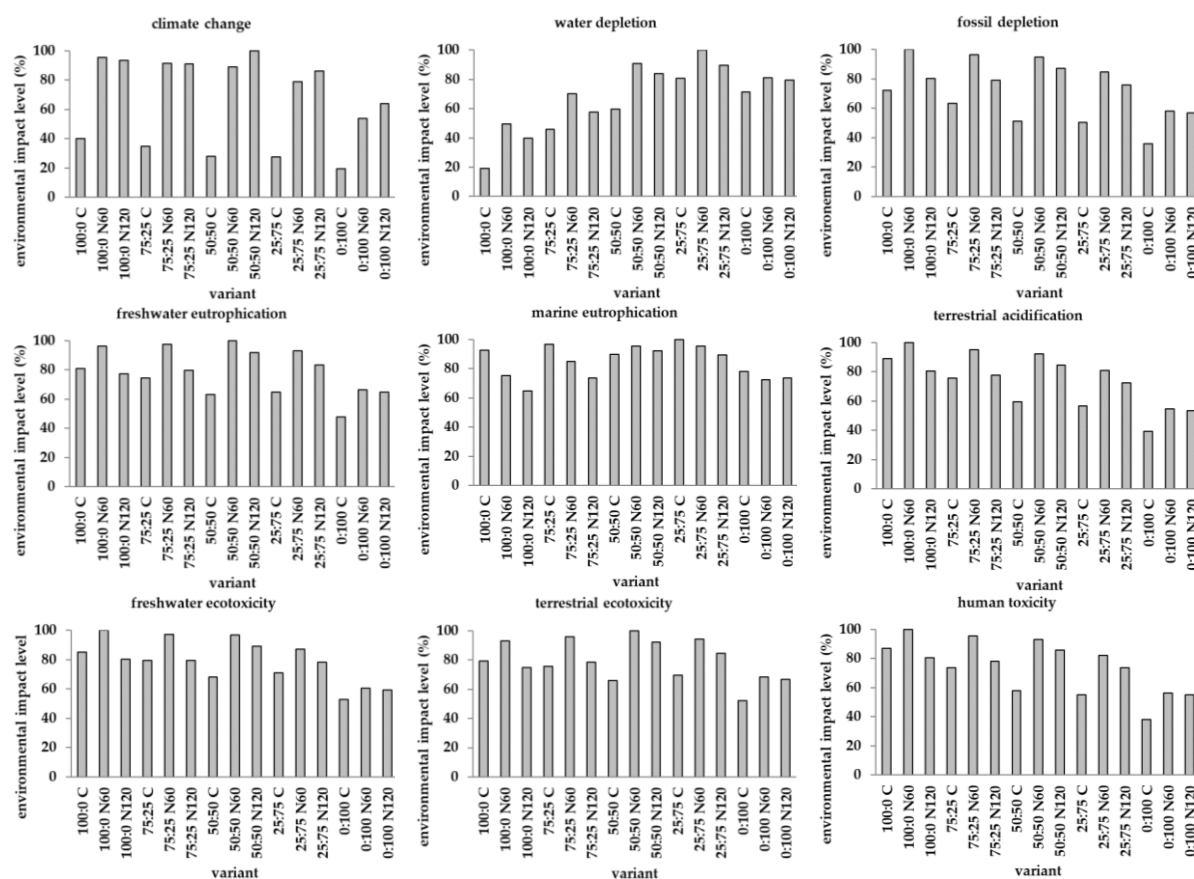 climate change
environmental impact level (%)
100
80
60
40
20
0
100:0 C
100:0 N60
100:0 N120
75:25 C
75:25 N60
75:25 N120
50:50 C
50:50 N60
50:50 N120
25:75 C
25:75 N60
25:75 N120
0:100 C
0:100 N60
0:100 N120
variant
water depletion
environmental impact level (%)
100
80
60
40
20
0
100:0 C
100:0 N60
100:0 N120
75:25 C
75:25 N60
75:25 N120
50:50 C
50:50 N60
50:50 N120
25:75 C
25:75 N60
25:75 N120
0:100 C
0:100 N60
0:100 N120
variant
fossil depletion
environmental impact level (%)
100
80
60
40
20
0
100:0 C
100:0 N60
100:0 N120
75:25 C
75:25 N60
75:25 N120
50:50 C
50:50 N60
50:50 N120
25:75 C
25:75 N60
25:75 N120
0:100 C
0:100 N60
0:100 N120
variant
freshwater eutrophication
environmental impact level (%)
100
80
60
40
20
0
100:0 C
100:0 N60
100:0 N120
75:25 C
75:25 N60
75:25 N120
50:50 C
50:50 N60
50:50 N120
25:75 C
25:75 N60
25:75 N120
0:100 C
0:100 N60
0:100 N120
variant
marine eutrophication
environmental impact level (%)
100
80
60
40
20
0
100:0 C
100:0 N60
100:0 N120
75:25 C
75:25 N60
75:25 N120
50:50 C
50:50 N60
50:50 N120
25:75 C
25:75 N60
25:75 N120
0:100 C
0:100 N60
0:100 N120
variant
terrestrial acidification
environmental impact level (%)
100
80
60
40
20
0
100:0 C
100:0 N60
100:0 N120
75:25 C
75:25 N60
75:25 N120
50:50 C
50:50 N60
50:50 N120
25:75 C
25:75 N60
25:75 N120
0:100 C
0:100 N60
0:100 N120
variant
freshwater ecotoxicity
environmental impact level
100
80
60
40
20
0
100:0 C
100:0 N60
100:0 N120
75:25 C
75:25 N60
75:25 N120
50:50 C
50:50 N60
50:50 N120
25:75 C
25:75 N60
25:75 N120
0:100 C
0:100 N60
0:100 N120
variant
terrestrial ecotoxicity
environmental impact level (%)
100
80
60
40
20
0
100:0 C
100:0 N60
100:0 N120
75:25 C
75:25 N60
75:25 N120
50:50 C
50:50 N60
50:50 N120
25:75 C
25:75 N60
25:75 N120
0:100 C
0:100 N60
0:100 N120
variant
human toxicity
environmental impact level (%)
100
80
60
40
20
0
100:0 C
100:0 N60
100:0 N120
75:25 C
75:25 N60
75:25 N120
50:50 C
50:50 N60
50:50 N120
25:75 C
25:75 N60
25:75 N120
0:100 C
0:100 N60
0:100 N120
variant